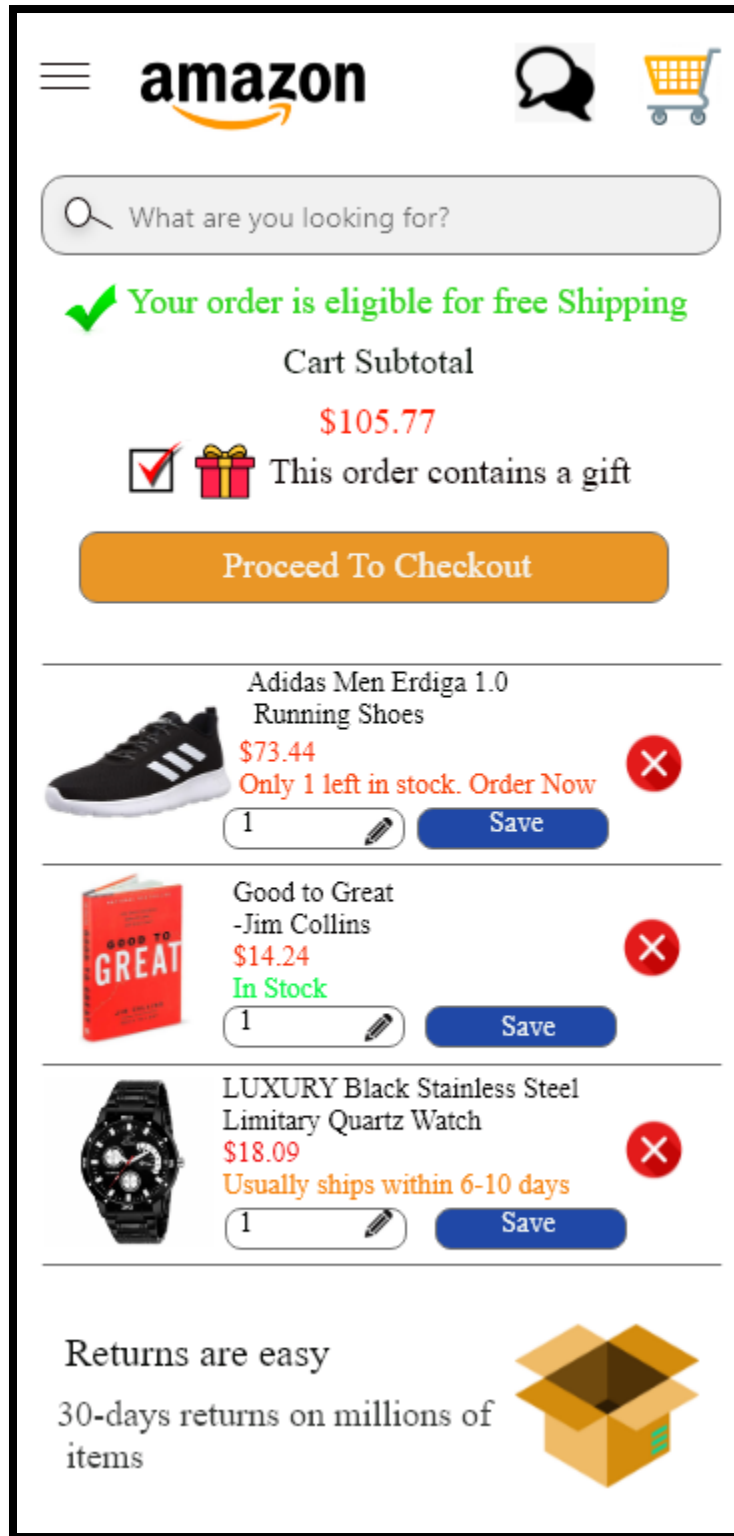 amazon
What are you looking for?
Your order is eligible for free Shipping
Cart Subtotal
$105.77
This order contains a gift
Proceed To Checkout
Adidas Men Erdiga 1.0
Running Shoes
$73.44
Only 1 left in stock. Order Now
1
Save
GOOD TO
GREAT
Good to Great
-Jim Collins
$14.24
In Stock
1
Save
LUXURY Black Stainless Steel
Limitary Quartz Watch
$18.09
Usually ships within 6-10 days
1
Save
Returns are easy
30-days returns on millions of
items